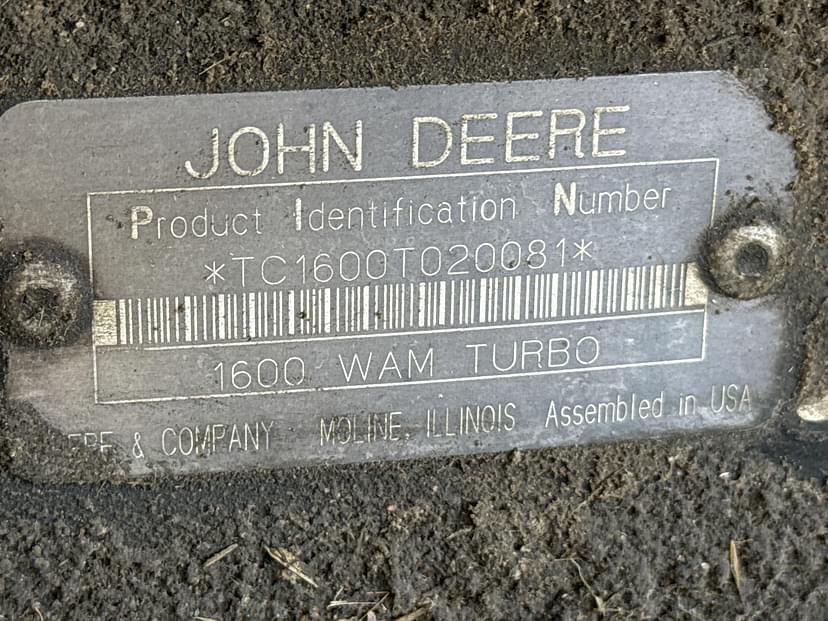 JOHN DEERE
Product Identification Number
*TC1600T020081*
1600 WAM TURBO
& COMPANY MOLINE, ILLINOIS Assembled in USA